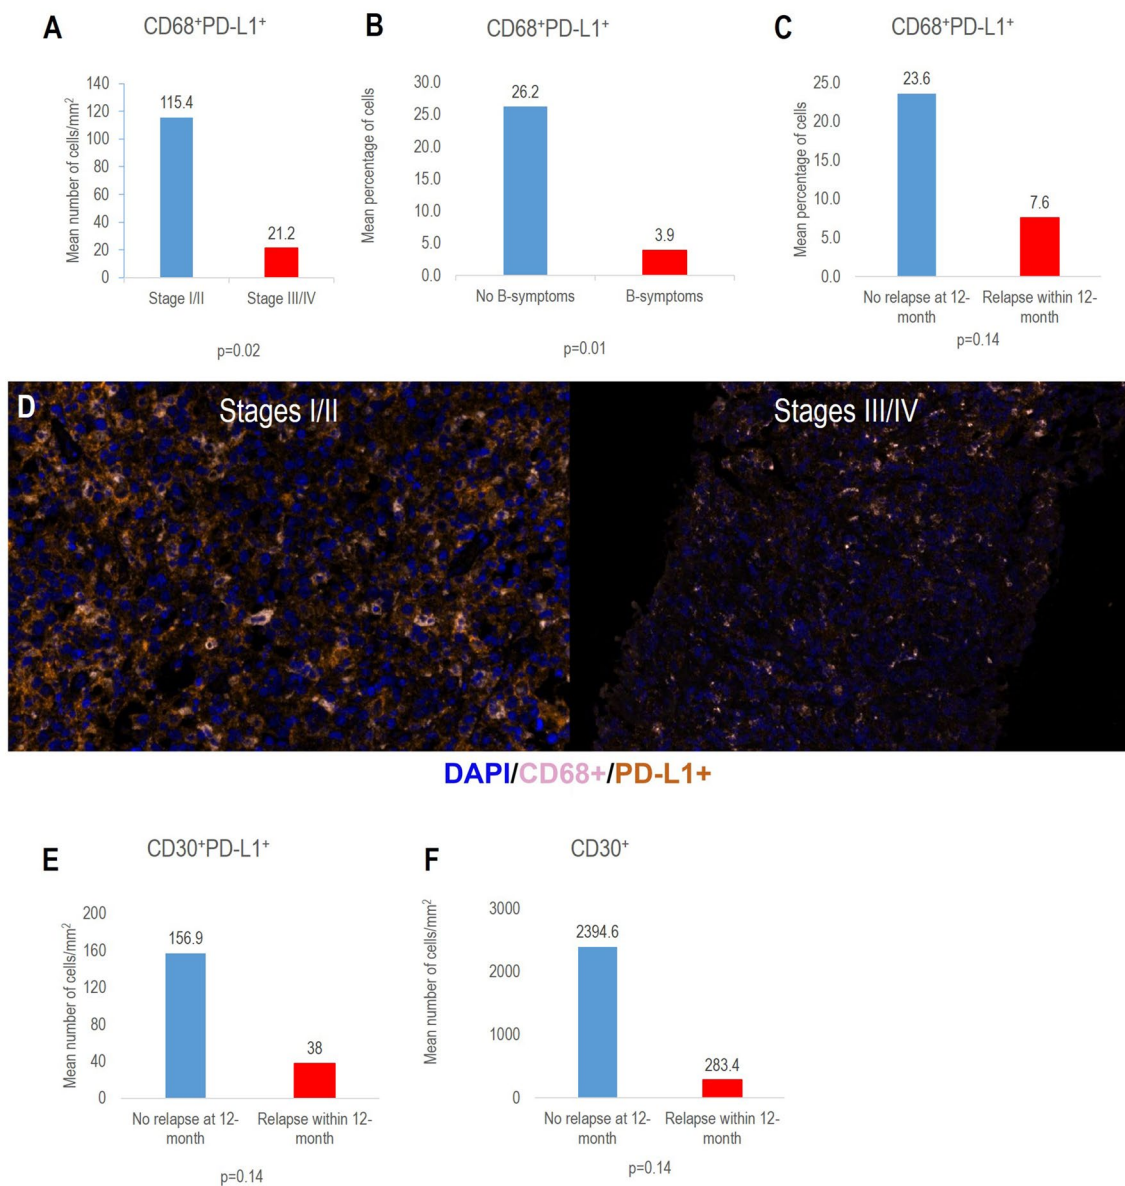 A
CD68⁺PD-L1⁺
Mean number of cells/mm²
140
120
100
80
60
40
20
0
115.4
21.2
Stage I/II
Stage III/IV
p=0.02
B
CD68⁺PD-L1⁺
Mean percentage of cells
30.0
25.0
20.0
15.0
10.0
5.0
0.0
26.2
3.9
No B-symptoms
B-symptoms
p=0.01
C
CD68⁺PD-L1⁺
Mean percentage of cells
25.0
20.0
15.0
10.0
5.0
0.0
23.6
7.6
No relapse at 12-
month
Relapse within 12-
month
p=0.14
D
Stages I/II
Stages III/IV
DAPI/CD68+/PD-L1+
E
CD30⁺PD-L1⁺
Mean number of cells/mm²
200
160
120
80
40
0
156.9
38
No relapse at 12-
month
Relapse within 12-
month
p=0.14
F
CD30⁺
Mean number of cells/mm²
3000
2000
1000
0
2394.6
283.4
No relapse at 12-
month
Relapse within 12-
month
p=0.14